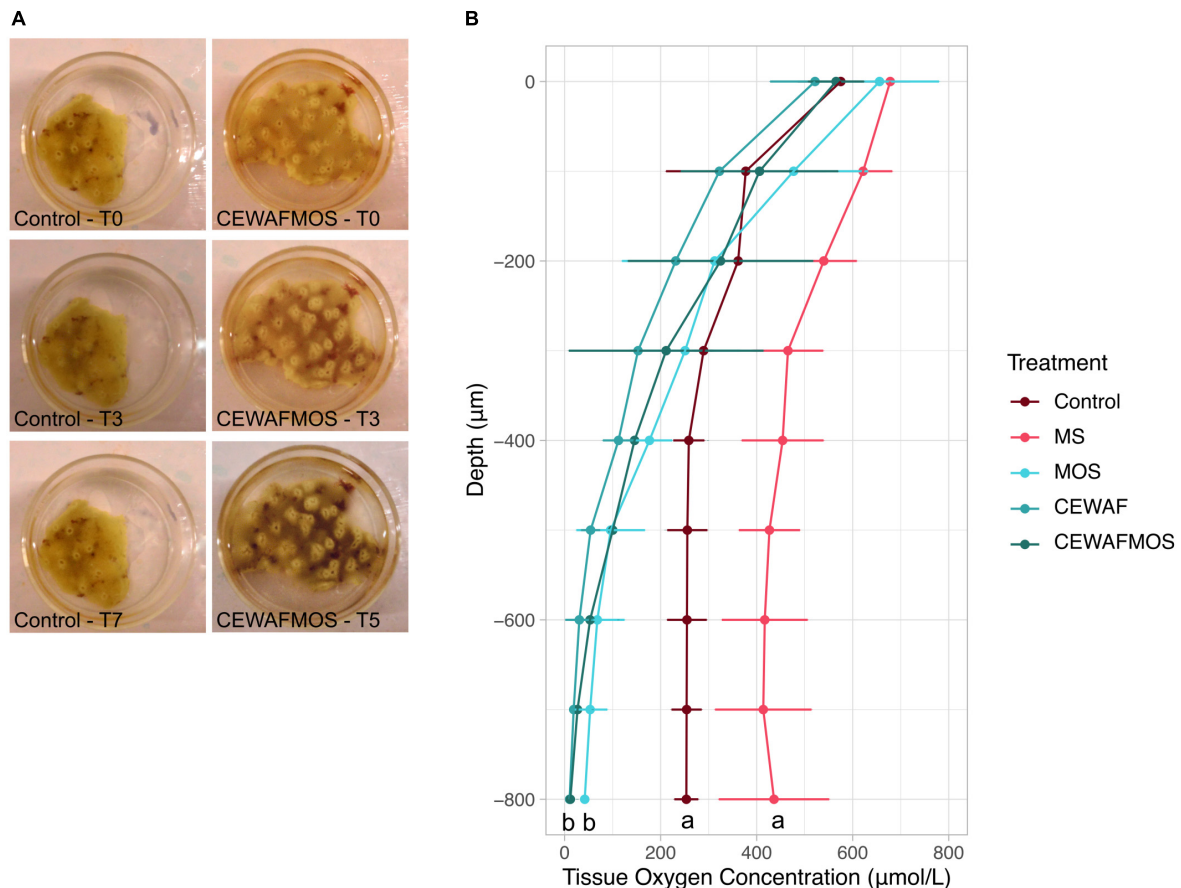 A
Control - T0
CEWAFMOS - T0
Control - T3
CEWAFMOS - T3
Control - T7
CEWAFMOS - T5
B
Depth (µm)
0
−200
−400
−600
−800
b b a a
0 200 400 600 800
Tissue Oxygen Concentration (µmol/L)
Treatment
Control
MS
MOS
CEWAF
CEWAFMOS